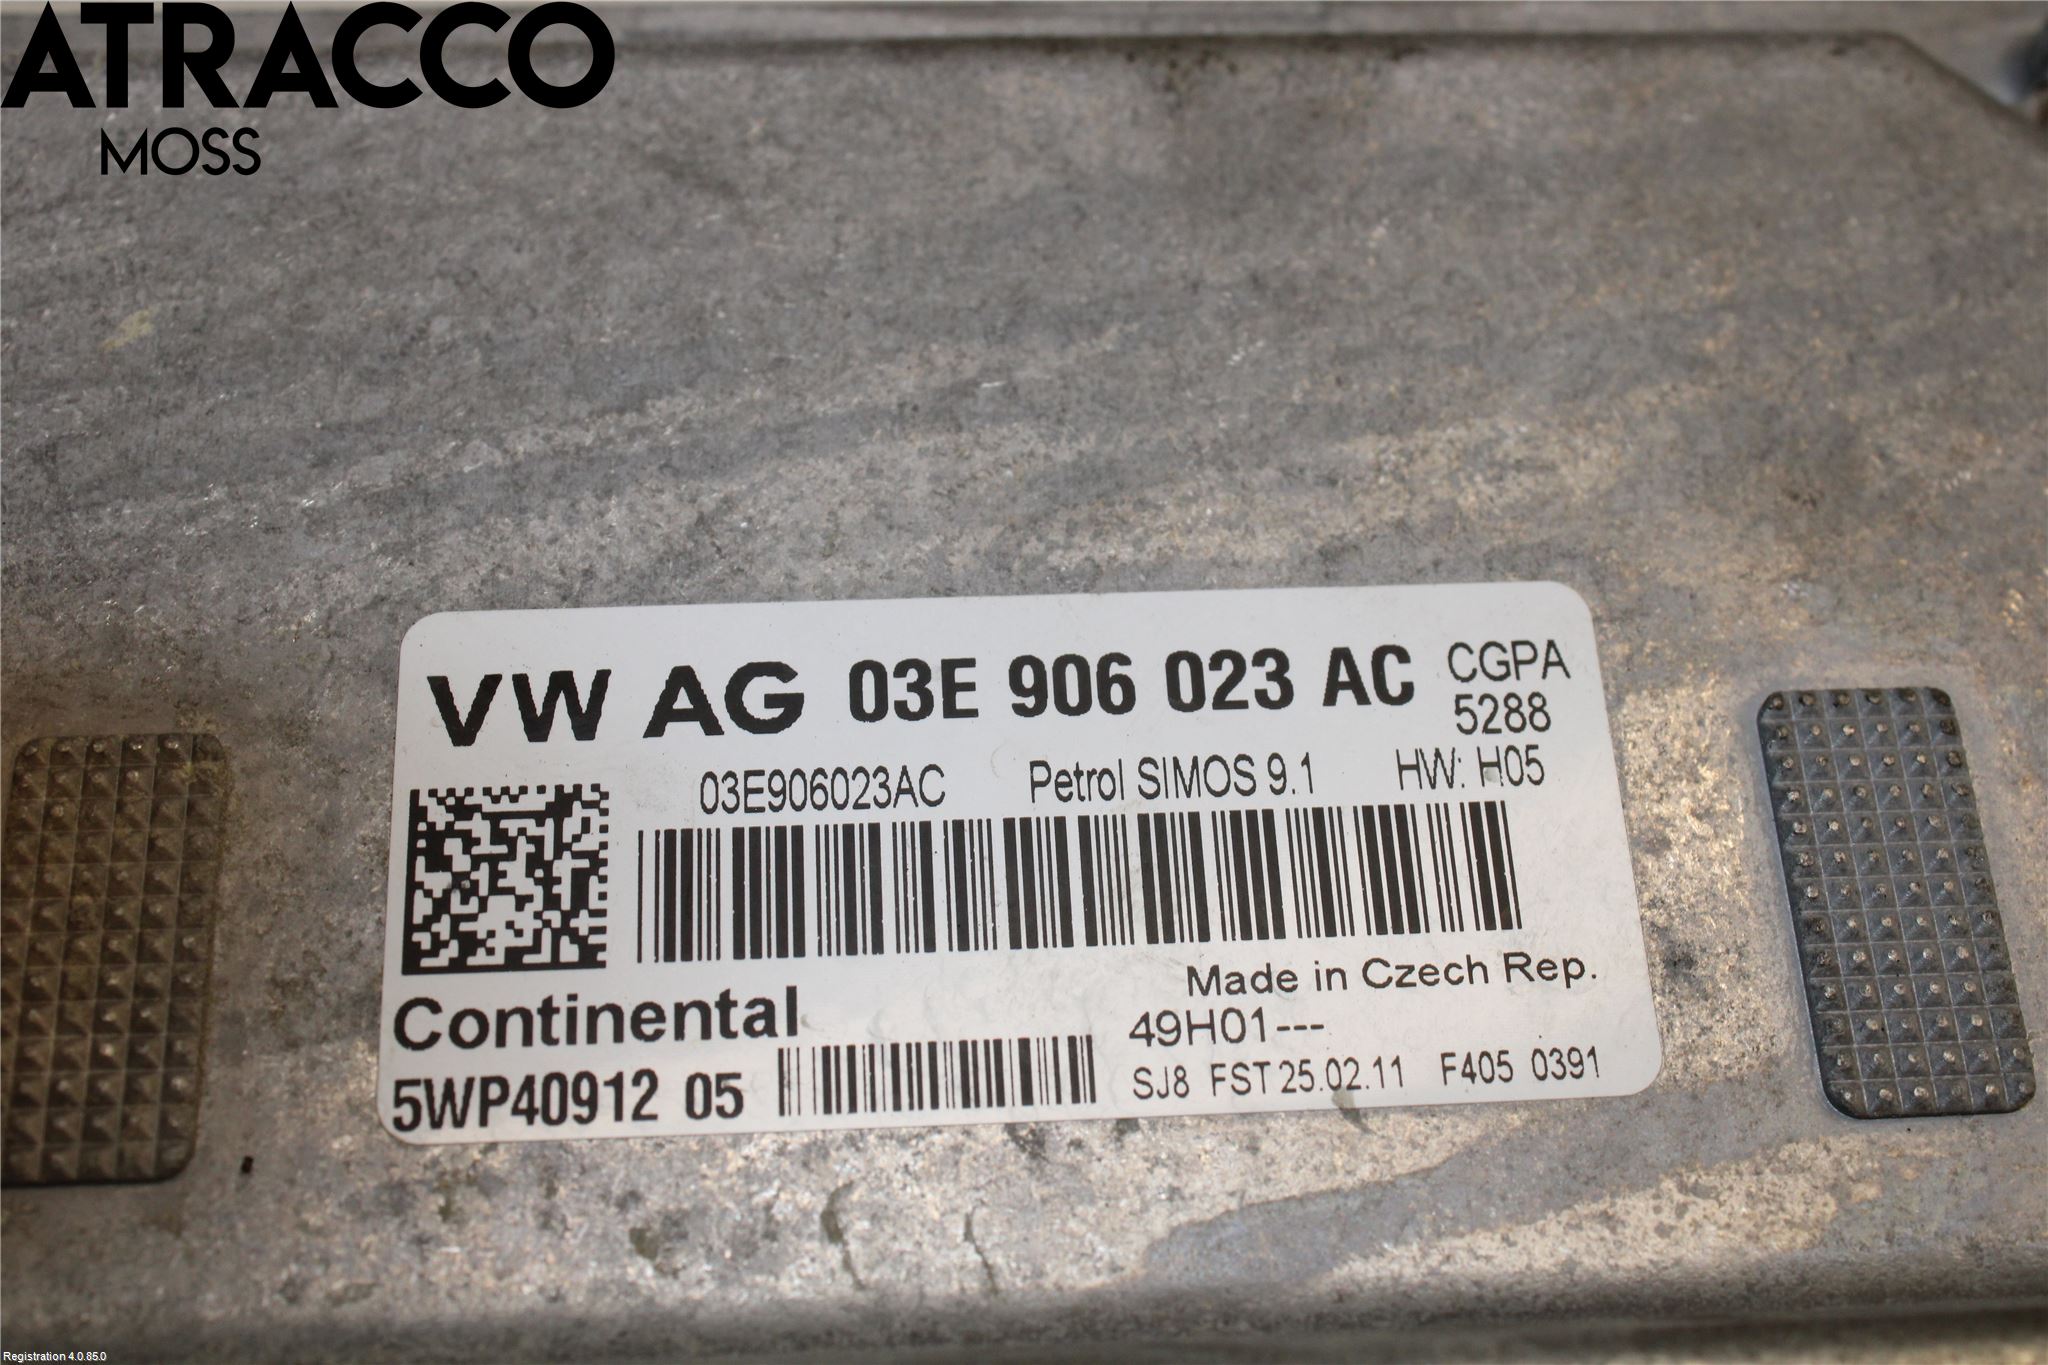 ATRACCO
MOSS
VW AG 03E 906 023 AC CGPA
5288
03E906023AC Petrol SIMOS 9.1 HW: H05
Made in Czech Rep.
Continental
49H01---
5WP40912 05
SJ8 FST 25.02.11 F405 0391
Registration 4.0.85.0